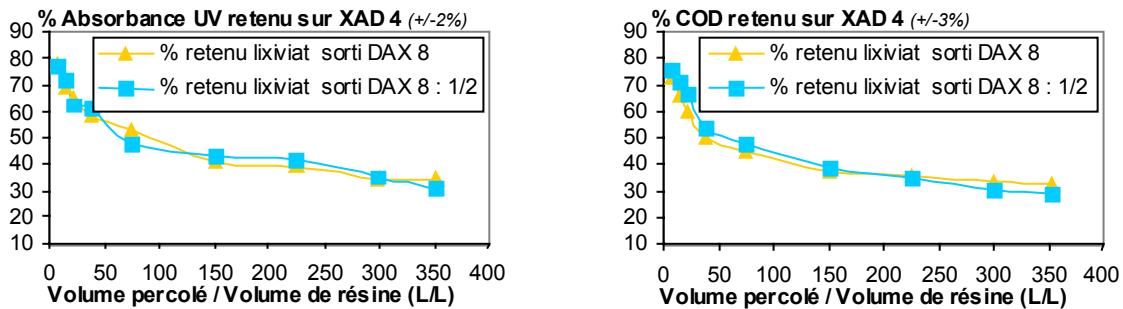 % Absorbance UV retenu sur XAD 4 (+/-2%)
90
80
70
60
50
40
30
20
10
% retenu lixiviat sorti DAX 8
% retenu lixiviat sorti DAX 8 : 1/2
0 50 100 150 200 250 300 350 400
Volume percolé / Volume de résine (L/L)
% COD retenu sur XAD 4 (+/-3%)
90
80
70
60
50
40
30
20
10
% retenu lixiviat sorti DAX 8
% retenu lixiviat sorti DAX 8 : 1/2
0 50 100 150 200 250 300 350 400
Volume percolé / Volume de résine (L/L)